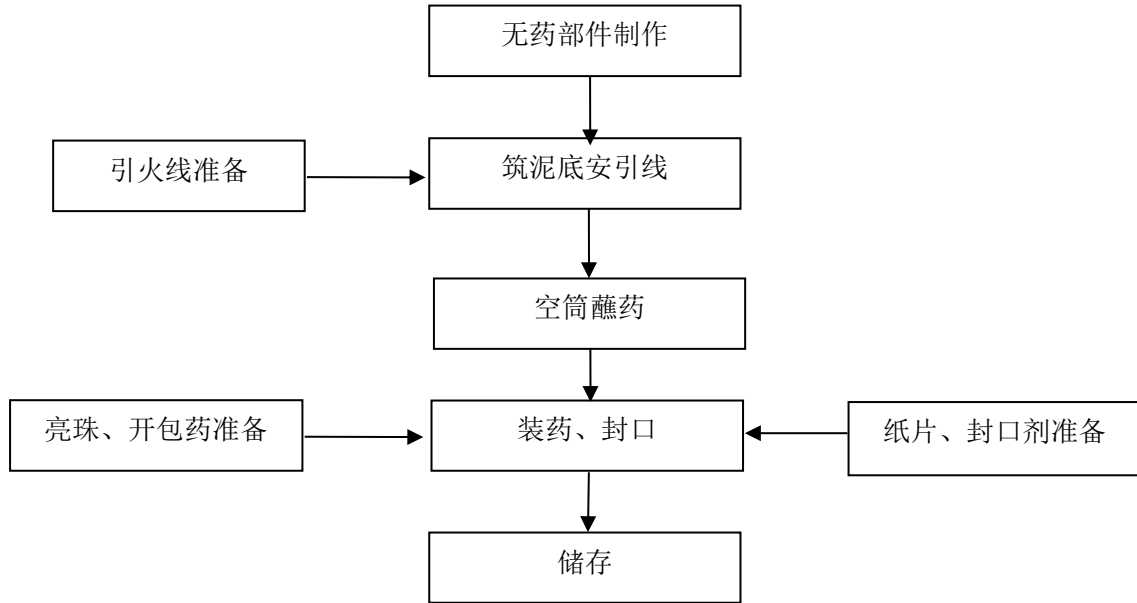 无药部件制作
引火线准备
筑泥底安引线
空筒蘸药
亮珠、开包药准备
装药、封口
纸片、封口剂准备
储存